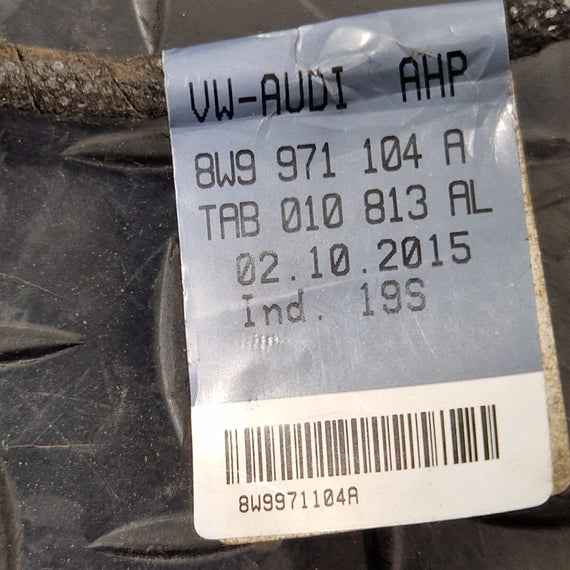 VW-AUDI AHP
8W9 971 104 A
TAB 010 813 AL
02.10.2015
Ind. 19S
8W9971104A